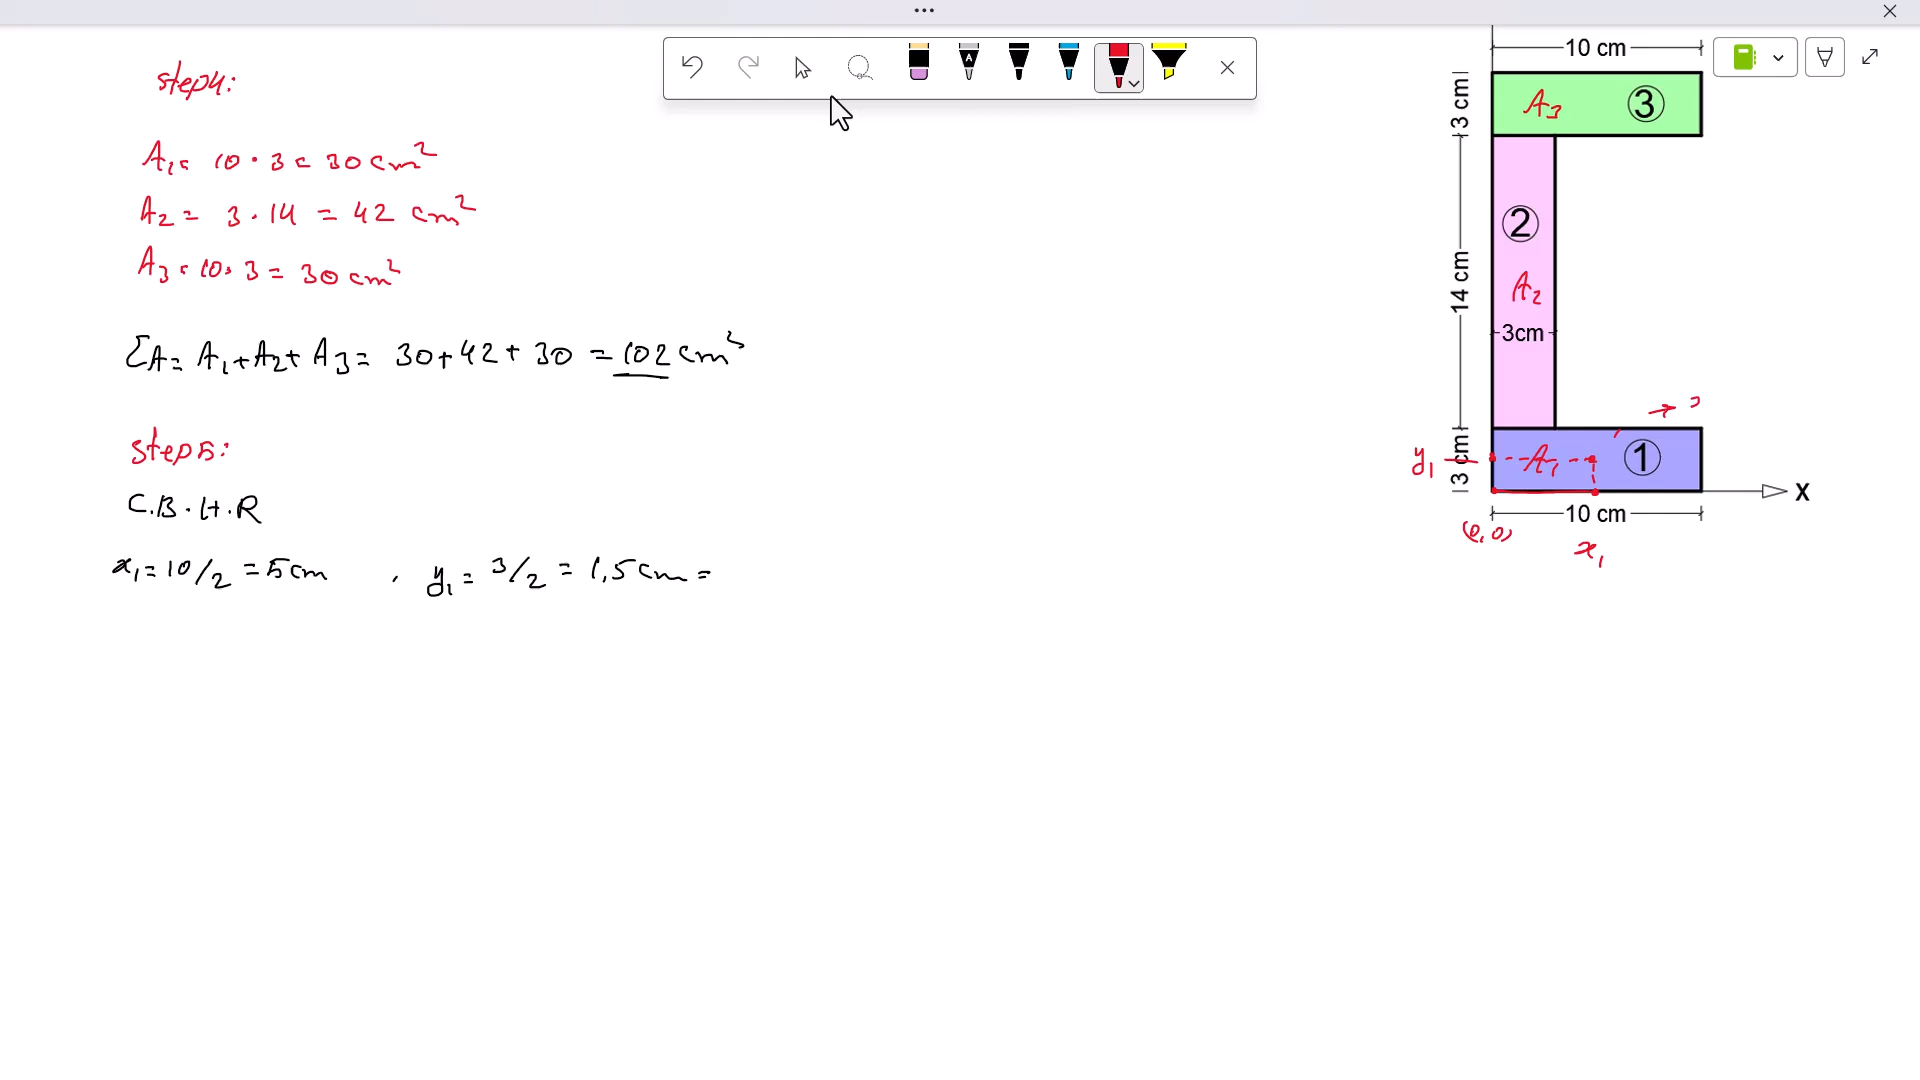 step4:
A₁= 10 · 3 = 30 cm²
A₂ = 3 · 14 = 42 cm²
A₃ = 10 · 3 = 30 cm²
ΣA = A₁+A₂+ A₃ = 30+42+ 30 = 102 cm²
step5:
C.B.H.R
x₁=10/2 =5cm , y₁ = 3/2 = 1,5cm =
10 cm
3 cm
A₃ ③
②
14 cm
A₂
3cm
y₁ 3 cm A₁ ① X
10 cm
(0,0)
x₁